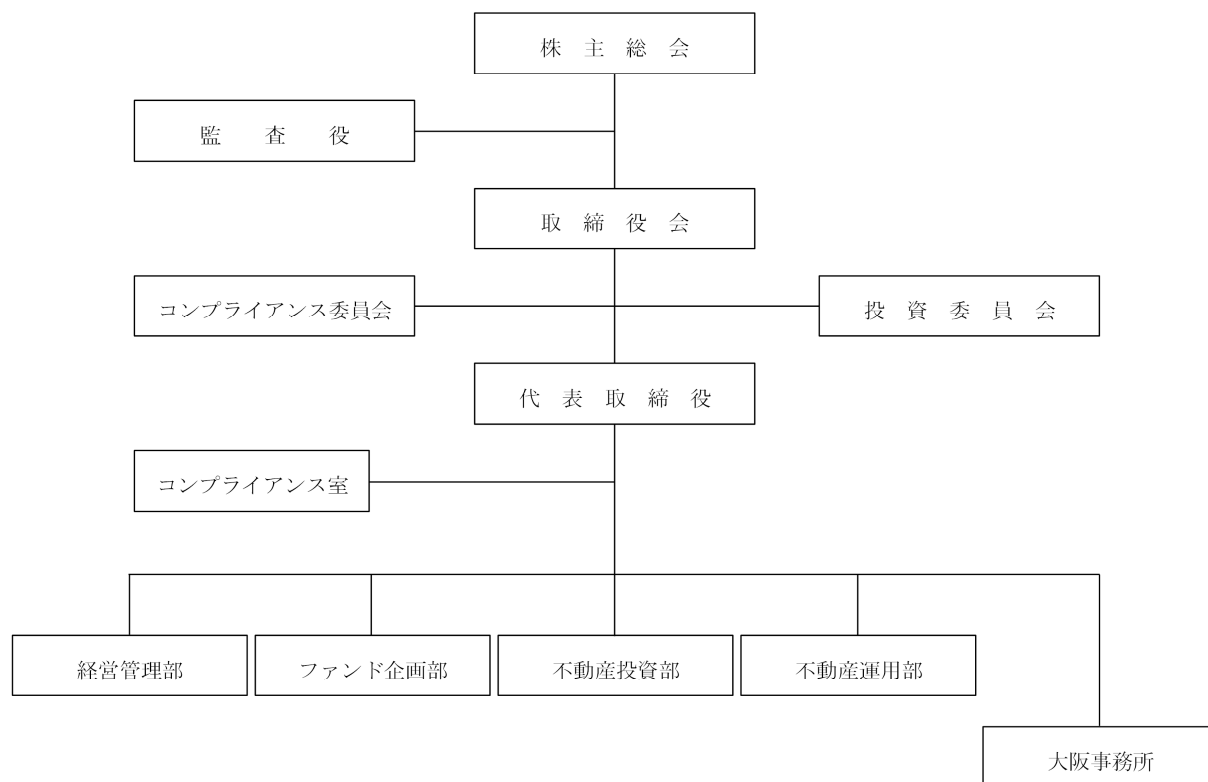 株 主 総 会
監 査 役
取 締 役 会
コンプライアンス委員会
投 資 委 員 会
代 表 取 締 役
コンプライアンス室
経営管理部
ファンド企画部
不動産投資部
不動産運用部
大阪事務所